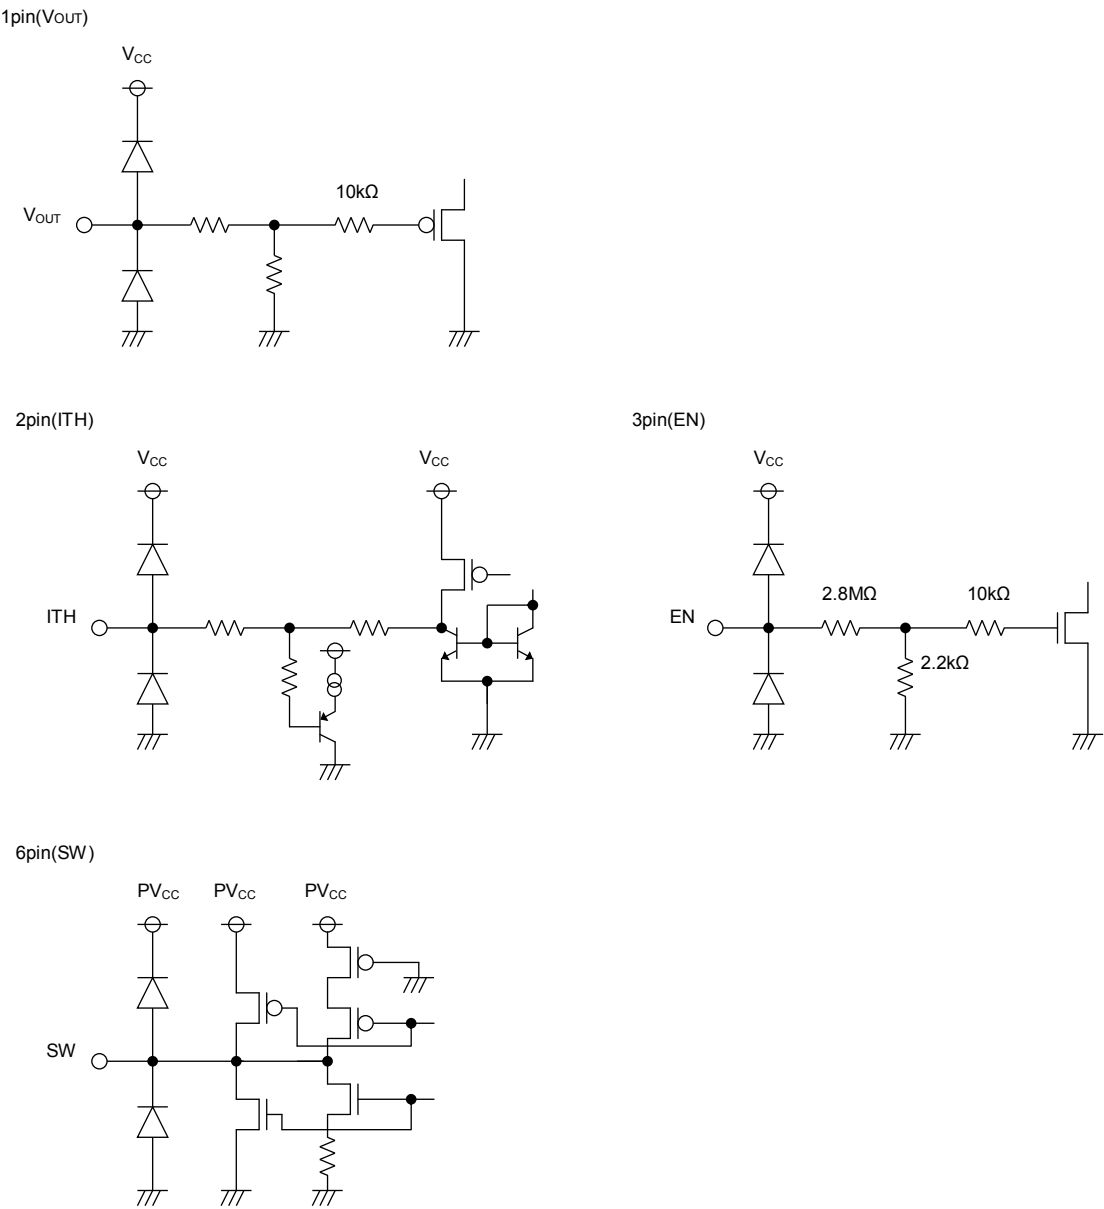 1pin(VOUT)
VCC
10kΩ
VOUT
2pin(ITH)
3pin(EN)
VCC
VCC
VCC
2.8MΩ
10kΩ
ITH
EN
2.2kΩ
6pin(SW)
PVCC
PVCC
PVCC
SW